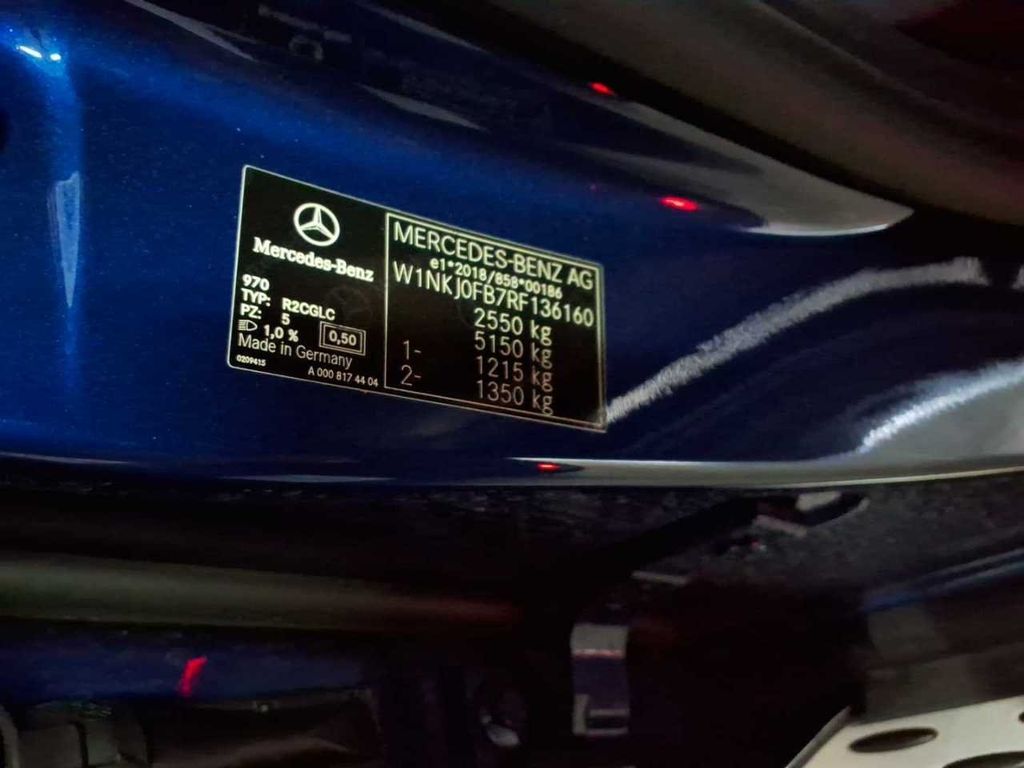 Mercedes-Benz
970
TYP: R2CGLC
PZ: 5
1,0 %
0,50
Made in Germany
0209615
A 000 817 44 04
MERCEDES-BENZ AG
e1*2018/858*00186
W1NKJ0FB7RF136160
2550 kg
5150 kg
1- 1215 kg
2- 1350 kg